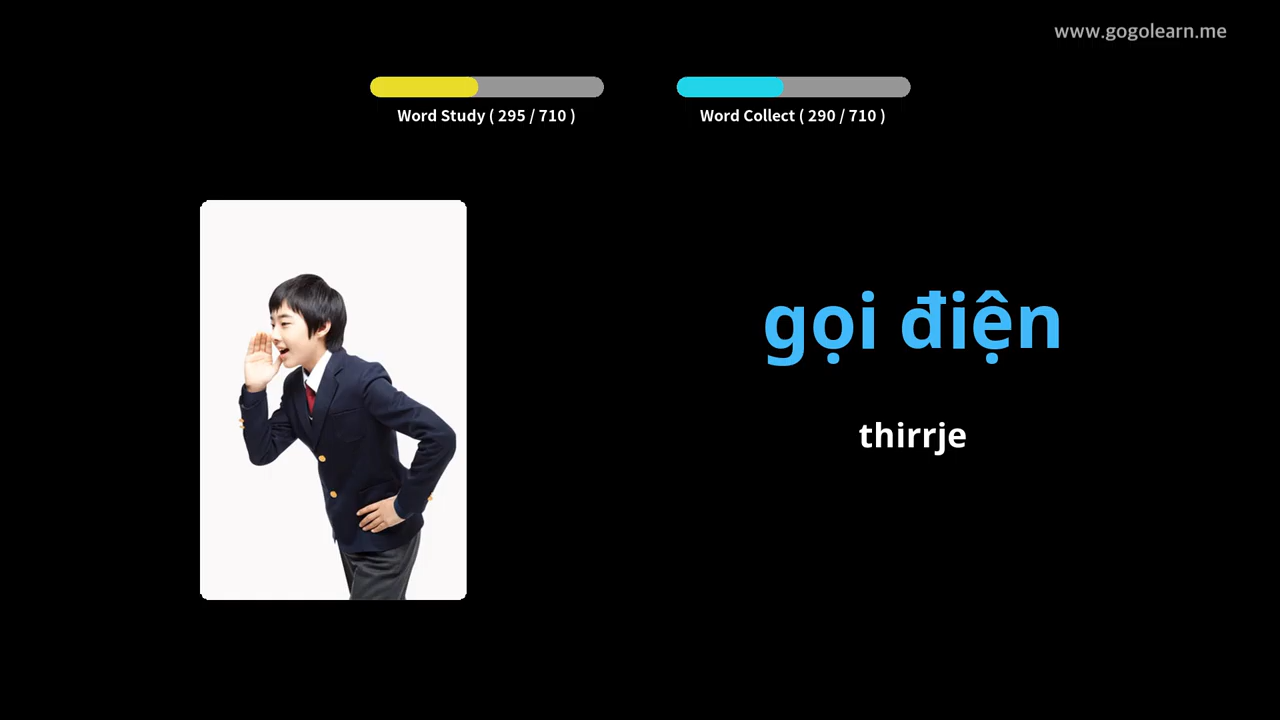 www.gogolearn.me
Word Study ( 295 / 710 )
Word Collect ( 290 / 710 )
gọi điện
thirrje